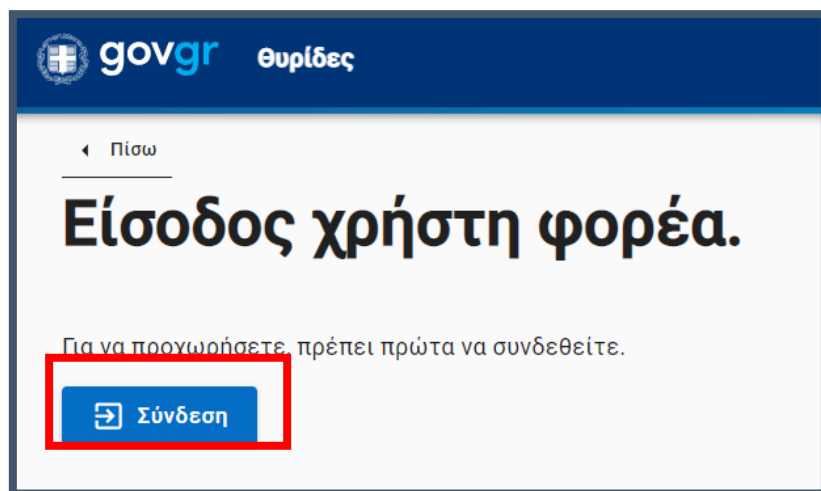 govgr θυρίδες
Πίσω
Είσοδος χρήστη φορέα.
Για να προχωρήσετε, πρέπει πρώτα να συνδεθείτε.
Σύνδεση